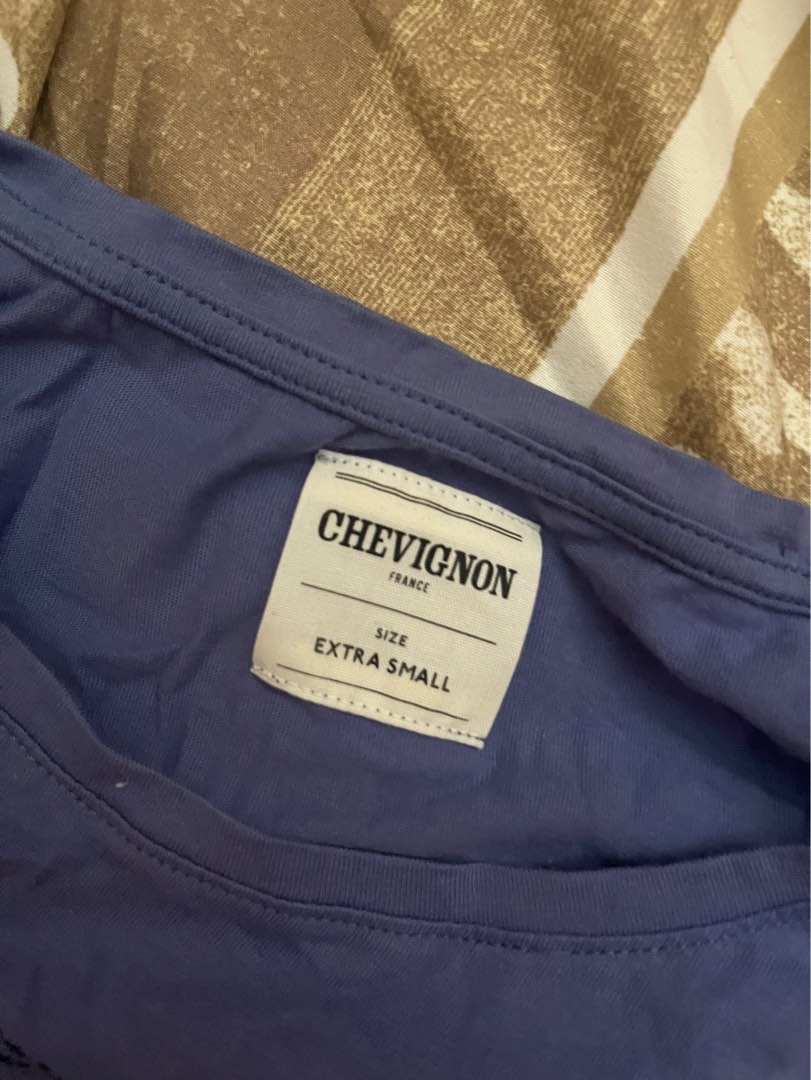 CHEVIGNON
FRANCE
SIZE
EXTRA SMALL